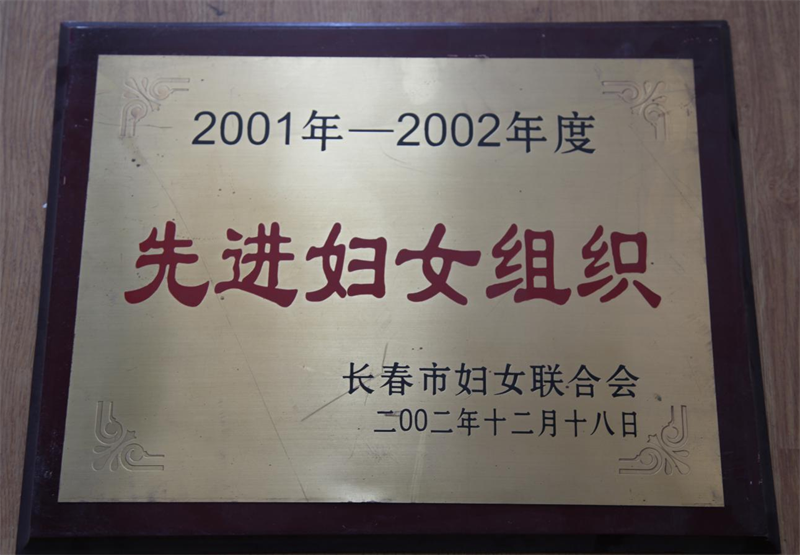 2001年—2002年度
先进妇女组织
长春市妇女联合会
二00二年十二月十八日